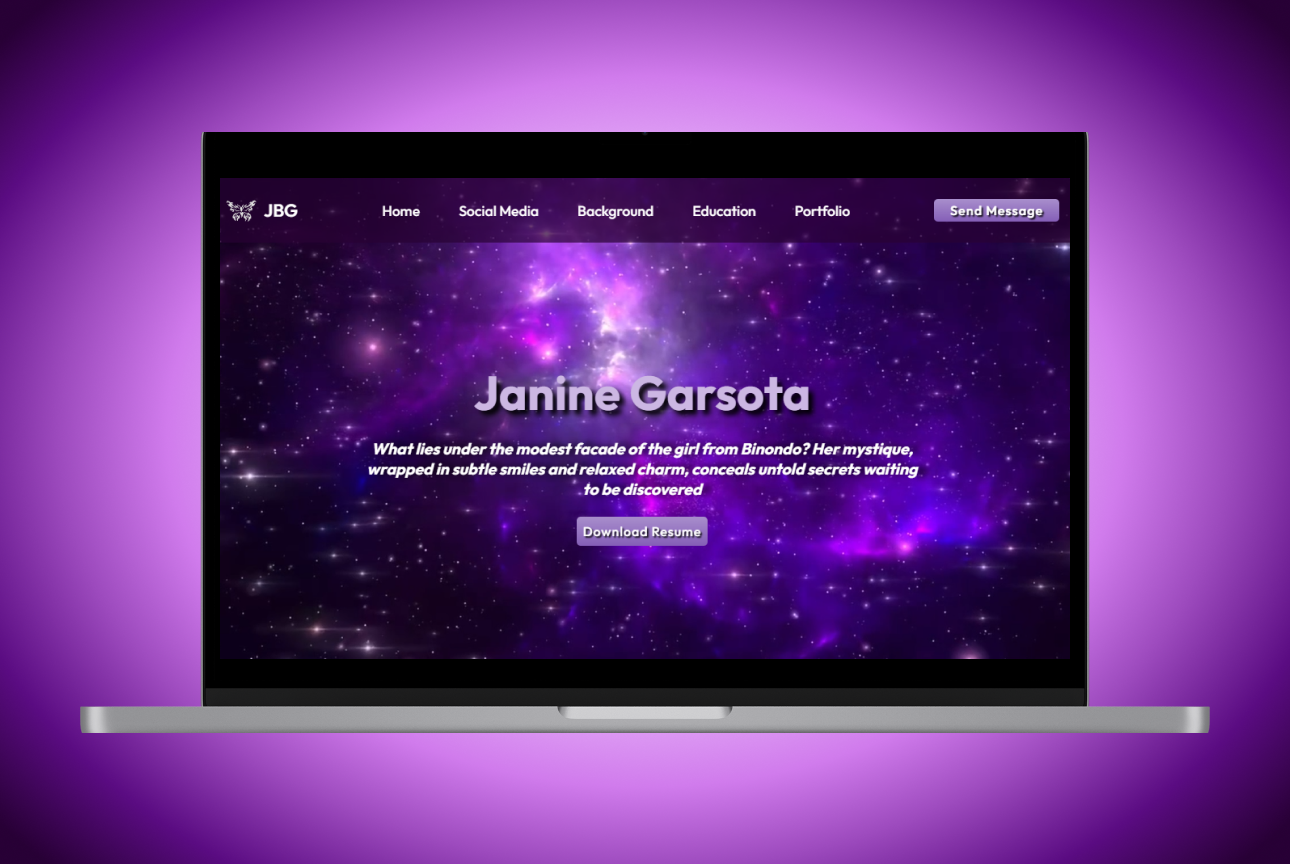 JBG
Home
Social Media
Background
Education
Portfolio
Send Message
Janine Garsota
What lies under the modest facade of the girl from Binondo? Her mystique,
wrapped in subtle smiles and relaxed charm, conceals untold secrets waiting
to be discovered
Download Resume